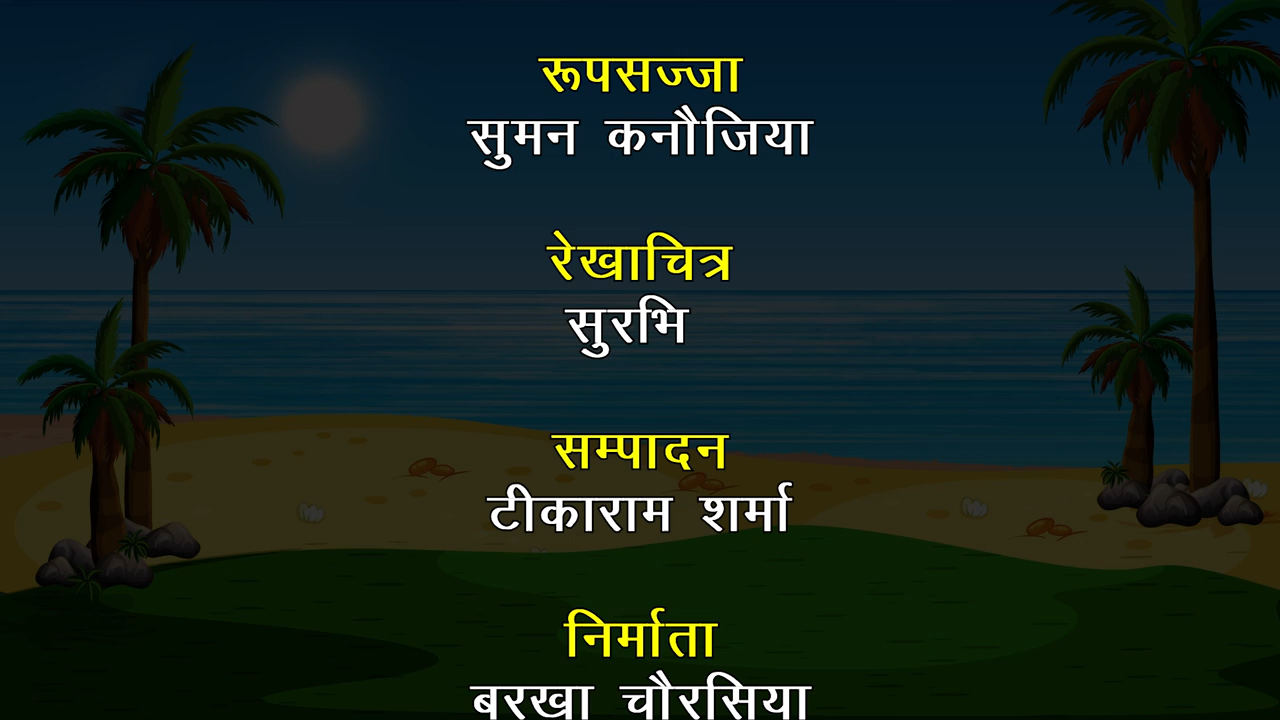 रूपसज्जा
सुमन कनौजिया
रेखाचित्र
सुरभि
सम्पादन
टीकाराम शर्मा
निर्माता
बरखा चौरसिया